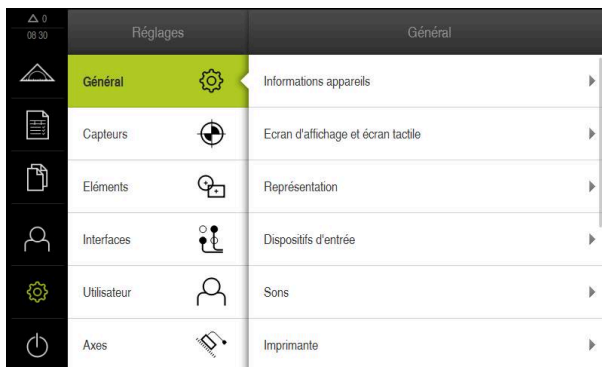 0
08 30
Réglages
Général
Général
Informations appareils
Capteurs
Ecran d'affichage et écran tactile
Eléments
Représentation
Interfaces
Dispositifs d'entrée
Utilisateur
Sons
Axes
Imprimante